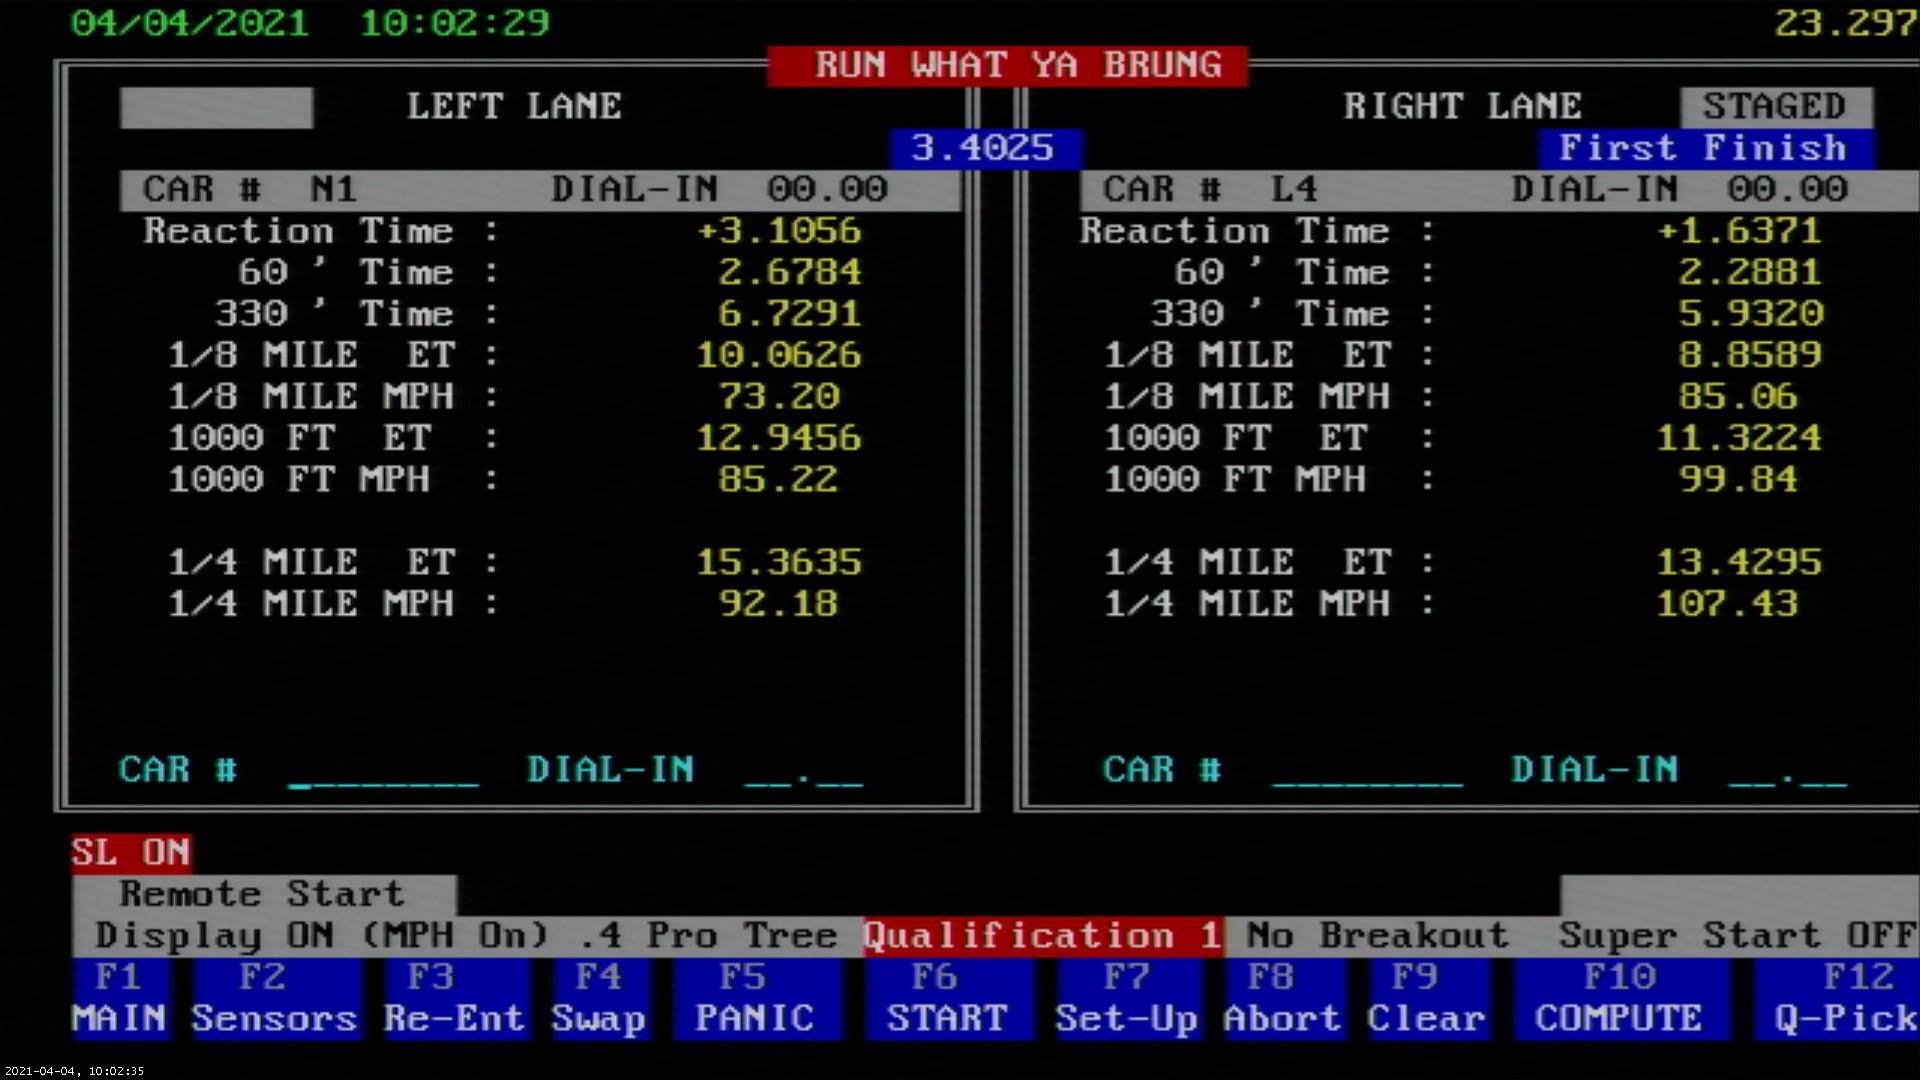 04/04/2021 10:02:29 23.297
RUN WHAT YA BRUNG
LEFT LANE RIGHT LANE STAGED
3.4025 First Finish
CAR # N1 DIAL-IN 00.00 CAR # L4 DIAL-IN 00.00
Reaction Time : +3.1056 Reaction Time : +1.6371
60 ' Time : 2.6784 60 ' Time : 2.2881
330 ' Time : 6.7291 330 ' Time : 5.9320
1/8 MILE ET : 10.0626 1/8 MILE ET : 8.8589
1/8 MILE MPH : 73.20 1/8 MILE MPH : 85.06
1000 FT ET : 12.9456 1000 FT ET : 11.3224
1000 FT MPH : 85.22 1000 FT MPH : 99.84
1/4 MILE ET : 15.3635 1/4 MILE ET : 13.4295
1/4 MILE MPH : 92.18 1/4 MILE MPH : 107.43
CAR # ________ DIAL-IN __.__ CAR # ________ DIAL-IN __.__
SL ON
Remote Start
Display ON (MPH On) .4 Pro Tree Qualification 1 No Breakout Super Start OFF
F1 F2 F3 F4 F5 F6 F7 F8 F9 F10 F12
MAIN Sensors Re-Ent Swap PANIC START Set-Up Abort Clear COMPUTE Q-Pick
2021-04-04, 10:02:35